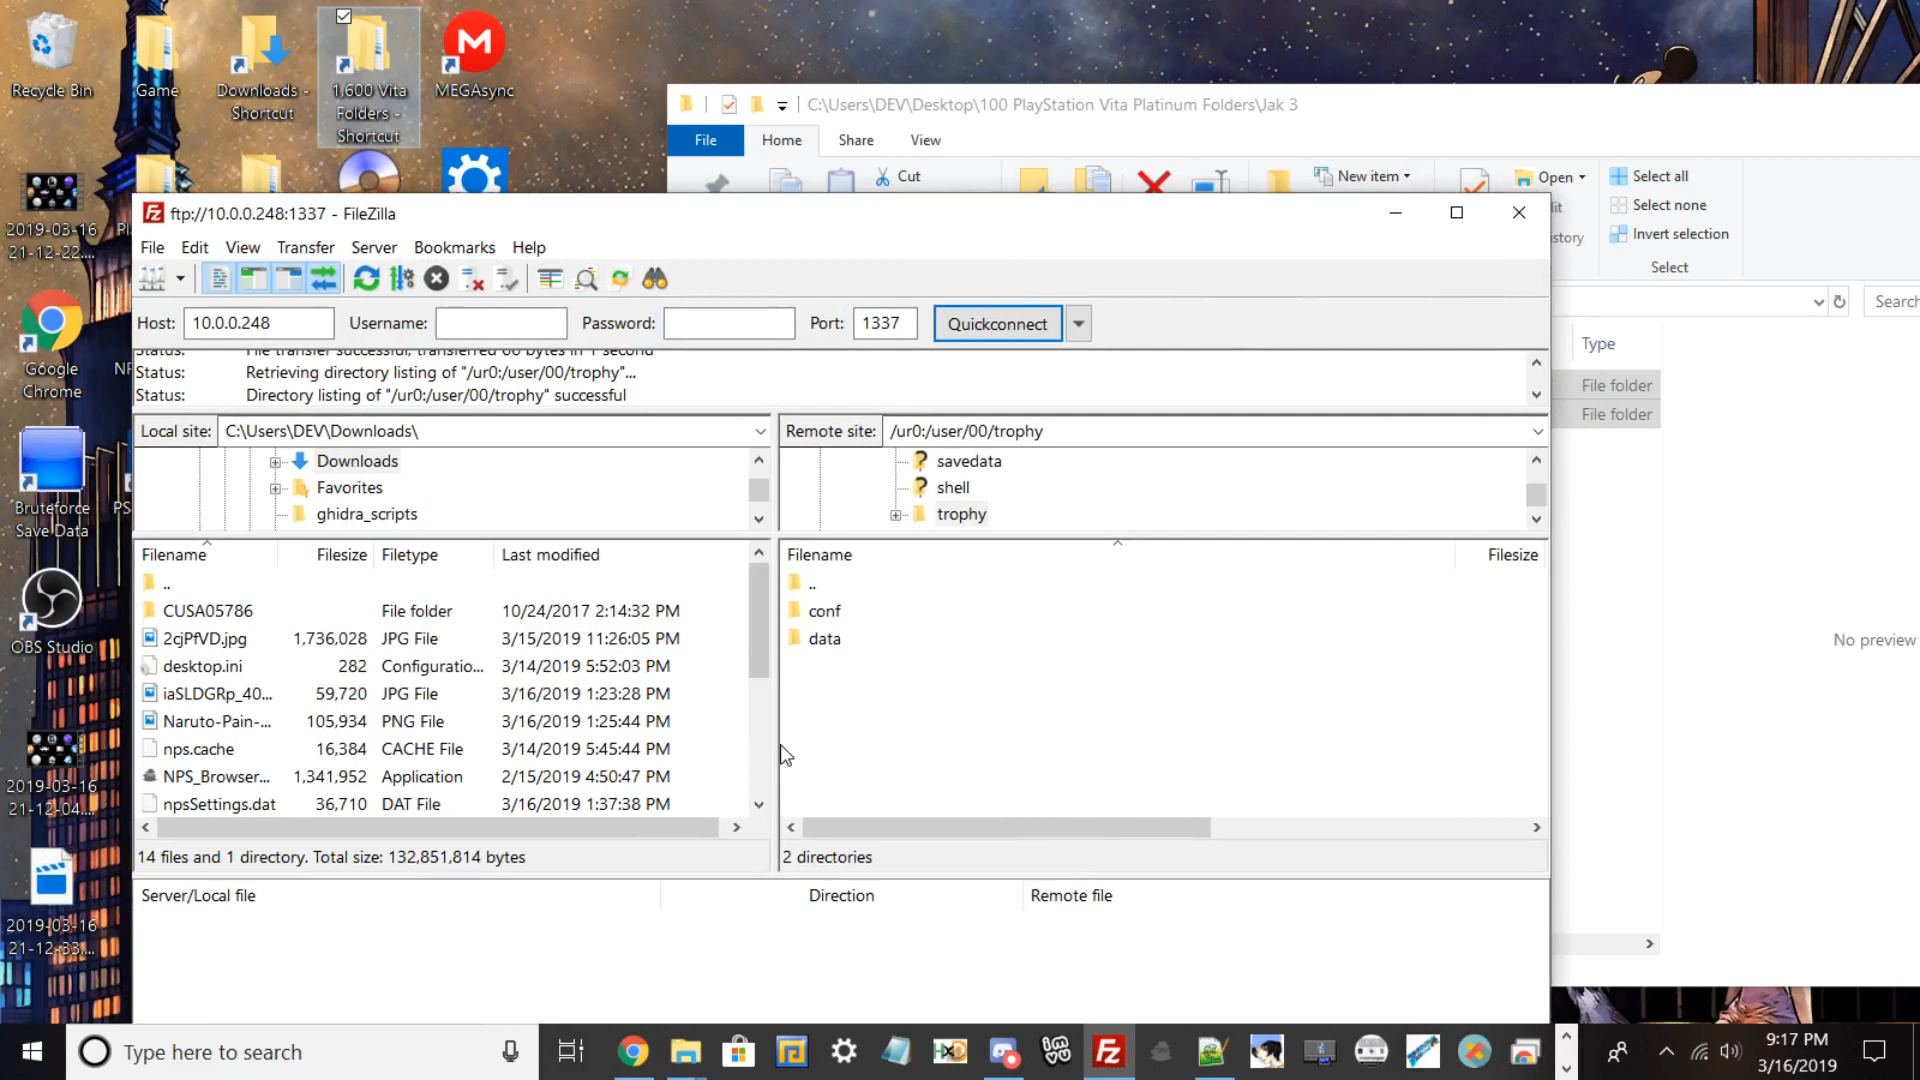 Recycle Bin
Game
Downloads -
Shortcut
1,600 Vita
Folders -
Shortcut
MEGAsync
C:\Users\DEV\Desktop\100 PlayStation Vita Platinum Folders\Jak 3
File
Home
Share
View
Cut
New item
Open
Select all
Select none
Invert selection
Select
Search
Type
File folder
File folder
No preview
2019-03-16
21-12-22....
Google
Chrome
Bruteforce
Save Data
OBS Studio
2019-03-16
21-12-04....
2019-03-16
21-12-33....
ftp://10.0.0.248:1337 - FileZilla
File Edit View Transfer Server Bookmarks Help
Host: 10.0.0.248 Username: Password: Port: 1337 Quickconnect
Status: File transfer successful, transferred 60 bytes in 1 second
Status: Retrieving directory listing of "/ur0:/user/00/trophy"...
Status: Directory listing of "/ur0:/user/00/trophy" successful
Local site: C:\Users\DEV\Downloads\
Downloads
Favorites
ghidra_scripts
Remote site: /ur0:/user/00/trophy
savedata
shell
trophy
Filename Filesize Filetype Last modified
..
CUSA05786 File folder 10/24/2017 2:14:32 PM
2cjPfVD.jpg 1,736,028 JPG File 3/15/2019 11:26:05 PM
desktop.ini 282 Configuratio... 3/14/2019 5:52:03 PM
iaSLDGRp_40... 59,720 JPG File 3/16/2019 1:23:28 PM
Naruto-Pain-... 105,934 PNG File 3/16/2019 1:25:44 PM
nps.cache 16,384 CACHE File 3/14/2019 5:45:44 PM
NPS_Browser... 1,341,952 Application 2/15/2019 4:50:47 PM
npsSettings.dat 36,710 DAT File 3/16/2019 1:37:38 PM
14 files and 1 directory. Total size: 132,851,814 bytes
Filename Filesize
..
conf
data
2 directories
Server/Local file Direction Remote file
Type here to search
9:17 PM
3/16/2019